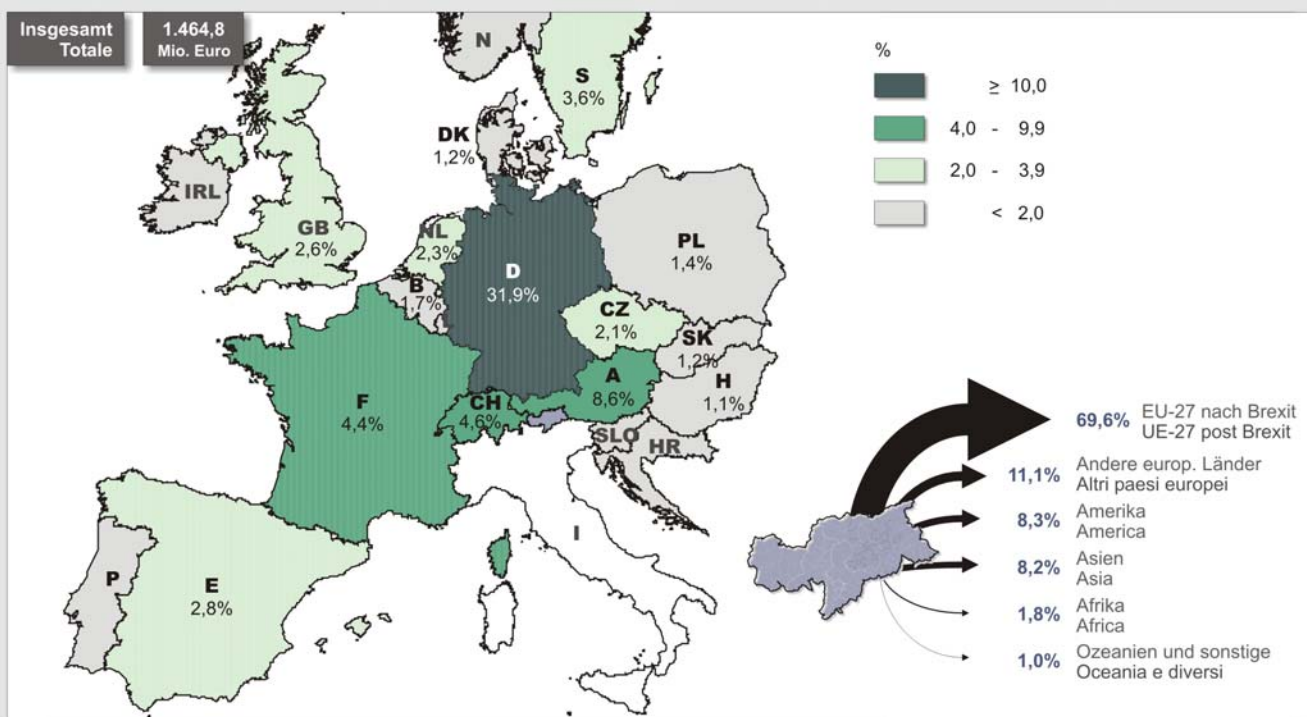 Insgesamt
Totale
1.464,8
Mio. Euro
N
S
3,6%
DK
1,2%
IRL
GB
2,6%
NL
2,3%
B
1,7%
D
31,9%
PL
1,4%
CZ
2,1%
SK
1,2%
A
8,6%
H
1,1%
CH
4,6%
F
4,4%
SLO
HR
I
P
E
2,8%
%
≥ 10,0
4,0 - 9,9
2,0 - 3,9
< 2,0
69,6% EU-27 nach Brexit
UE-27 post Brexit
11,1% Andere europ. Länder
Altri paesi europei
8,3% Amerika
America
8,2% Asien
Asia
1,8% Afrika
Africa
1,0% Ozeanien und sonstige
Oceania e diversi